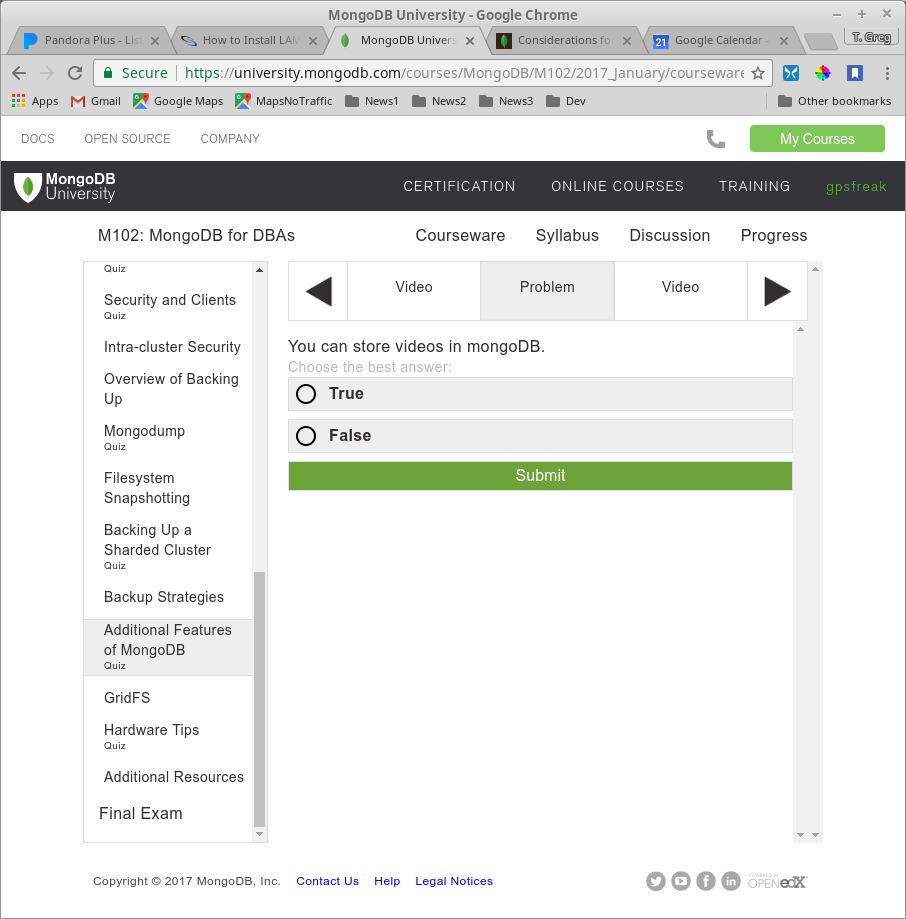 MongoDB University - Google Chrome
T. Greg
Pandora Plus - List
How to Install LAM
MongoDB Univers
Considerations fo
Google Calendar -
Secure
https://university.mongodb.com/courses/MongoDB/M102/2017_January/courseware
Apps
Gmail
Google Maps
MapsNoTraffic
News1
News2
News3
Dev
Other bookmarks
DOCS
OPEN SOURCE
COMPANY
My Courses
MongoDB
University
CERTIFICATION
ONLINE COURSES
TRAINING
gpsfreak
M102: MongoDB for DBAs
Courseware
Syllabus
Discussion
Progress
Quiz
Security and Clients
Quiz
Intra-cluster Security
Overview of Backing
Up
Mongodump
Quiz
Filesystem
Snapshotting
Backing Up a
Sharded Cluster
Quiz
Backup Strategies
Additional Features
of MongoDB
Quiz
GridFS
Hardware Tips
Quiz
Additional Resources
Final Exam
Video
Problem
Video
You can store videos in mongoDB.
Choose the best answer:
True
False
Submit
Copyright © 2017 MongoDB, Inc.
Contact Us
Help
Legal Notices
POWERED BY
OPEN edX